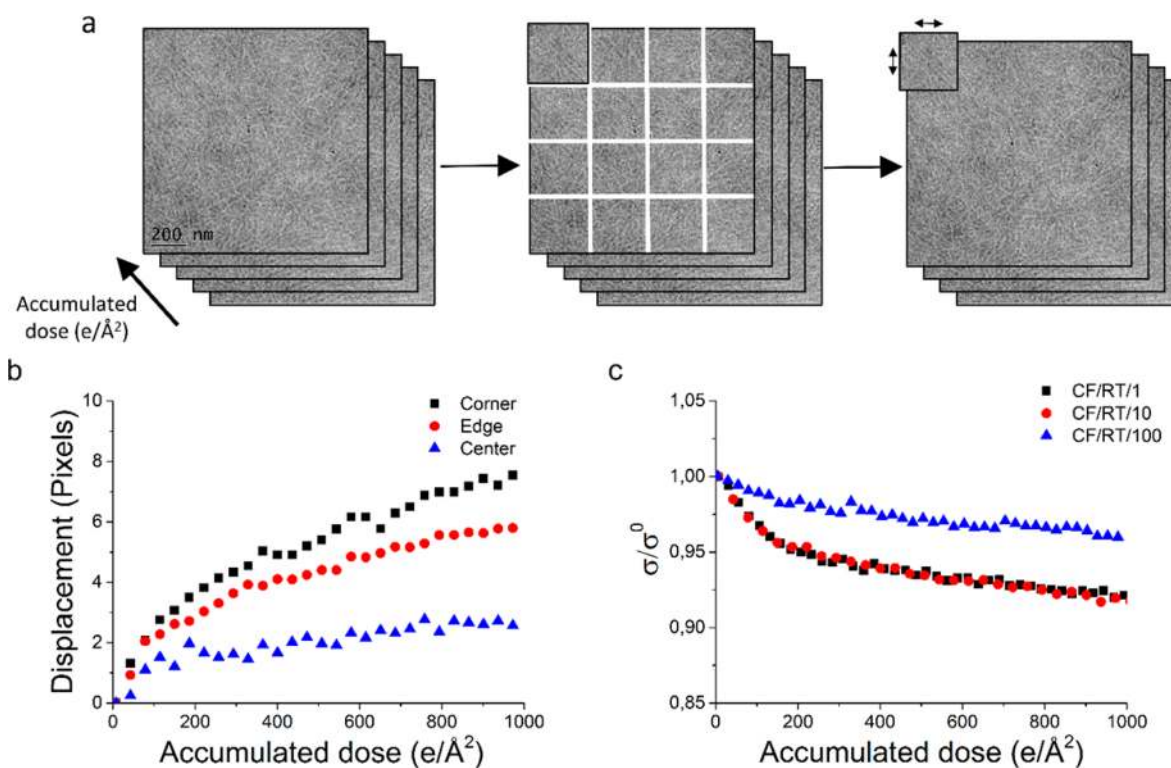 a
200 nm
Accumulated
dose (e/Å²)
b
Displacement (Pixels)
10
8
6
4
2
0
Corner
Edge
Center
0 200 400 600 800 1000
Accumulated dose (e/Å²)
c
σ/σ⁰
1,05
1,00
0,95
0,90
0,85
CF/RT/1
CF/RT/10
CF/RT/100
0 200 400 600 800 1000
Accumulated dose (e/Å²)